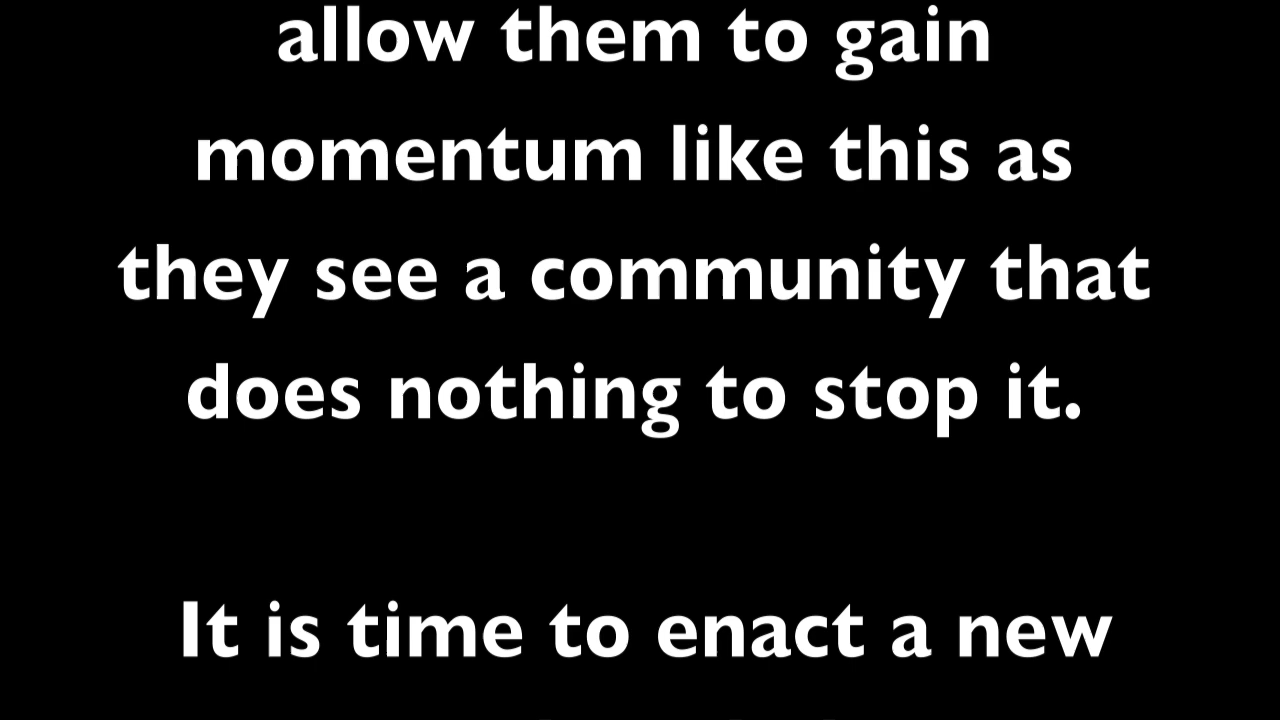 allow them to gain
momentum like this as
they see a community that
does nothing to stop it.
It is time to enact a new